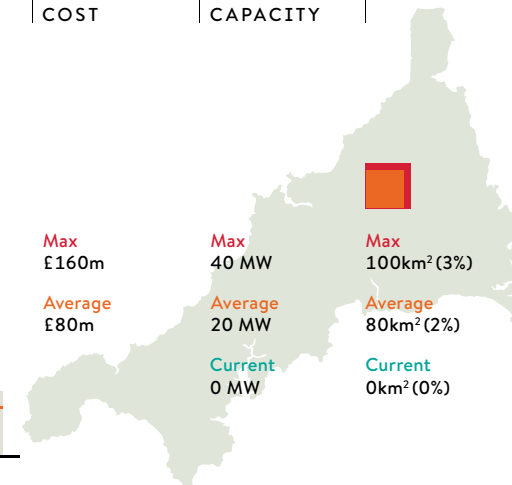 COST
CAPACITY
Max
£160m
Average
£80m
Max
40 MW
Average
20 MW
Current
0 MW
Max
100km² (3%)
Average
80km² (2%)
Current
0km² (0%)